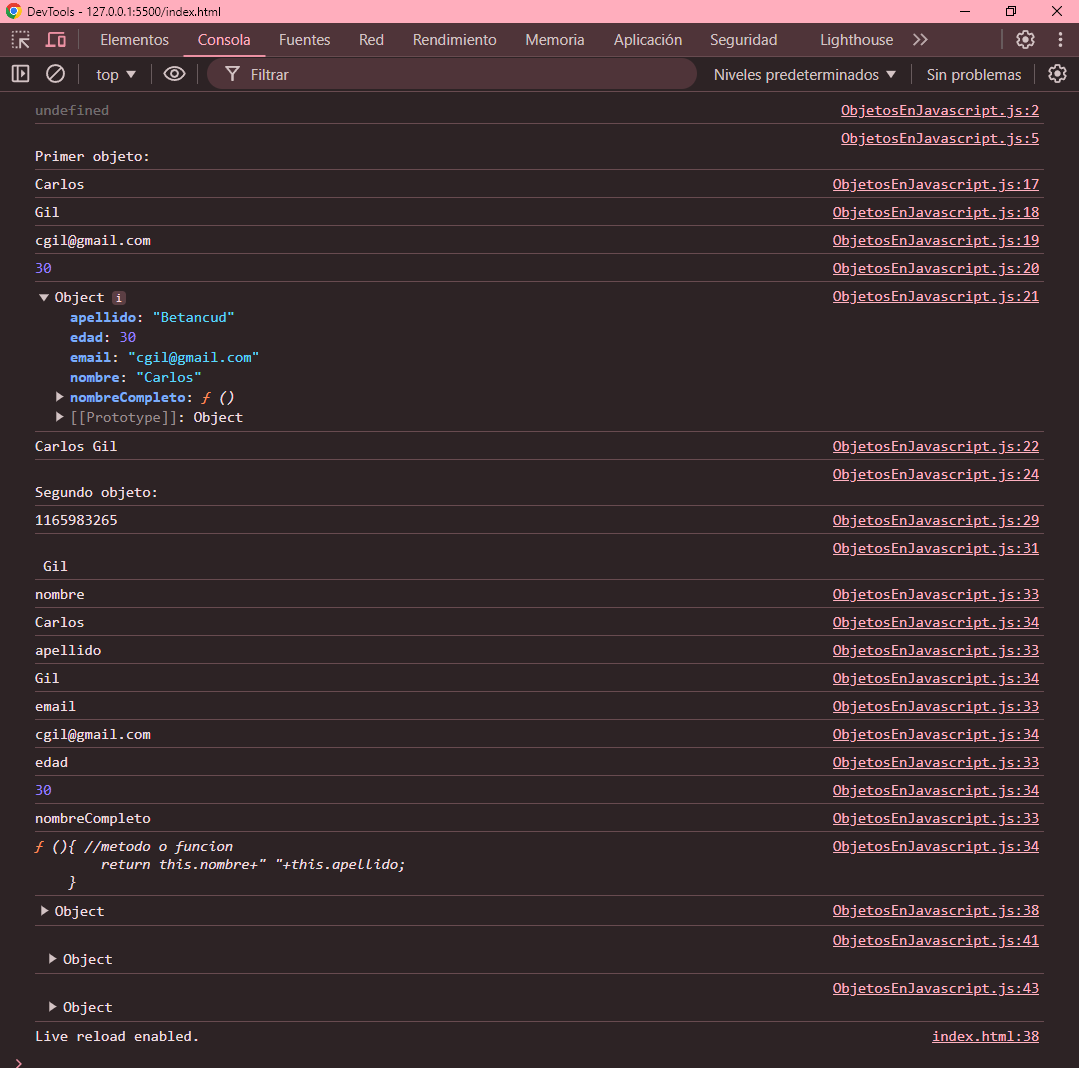 DevTools - 127.0.0.1:5500/index.html
Elementos Consola Fuentes Red Rendimiento Memoria Aplicación Seguridad Lighthouse
top Filtrar Niveles predeterminados Sin problemas
undefined ObjetosEnJavascript.js:2
ObjetosEnJavascript.js:5
Primer objeto:
Carlos ObjetosEnJavascript.js:17
Gil ObjetosEnJavascript.js:18
cgil@gmail.com ObjetosEnJavascript.js:19
30 ObjetosEnJavascript.js:20
Object i ObjetosEnJavascript.js:21
apellido: "Betancud"
edad: 30
email: "cgil@gmail.com"
nombre: "Carlos"
nombreCompleto: ƒ ()
[[Prototype]]: Object
Carlos Gil ObjetosEnJavascript.js:22
ObjetosEnJavascript.js:24
Segundo objeto:
1165983265 ObjetosEnJavascript.js:29
ObjetosEnJavascript.js:31
Gil
nombre ObjetosEnJavascript.js:33
Carlos ObjetosEnJavascript.js:34
apellido ObjetosEnJavascript.js:33
Gil ObjetosEnJavascript.js:34
email ObjetosEnJavascript.js:33
cgil@gmail.com ObjetosEnJavascript.js:34
edad ObjetosEnJavascript.js:33
30 ObjetosEnJavascript.js:34
nombreCompleto ObjetosEnJavascript.js:33
ƒ (){ //metodo o funcion ObjetosEnJavascript.js:34
return this.nombre+" "+this.apellido;
}
Object ObjetosEnJavascript.js:38
ObjetosEnJavascript.js:41
Object
ObjetosEnJavascript.js:43
Object
Live reload enabled. index.html:38